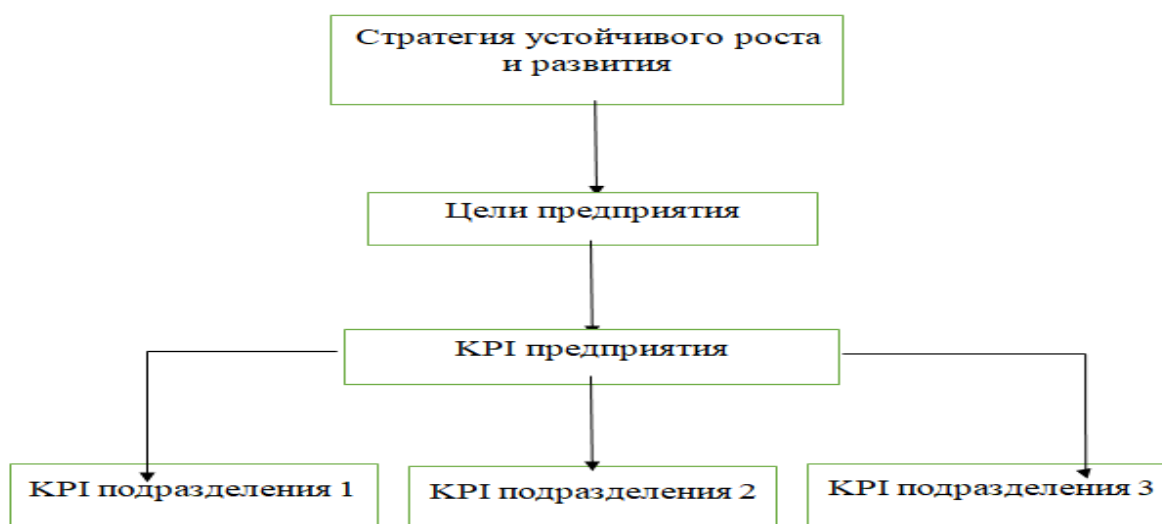 Стратегия устойчивого роста
и развития
Цели предприятия
KPI предприятия
KPI подразделения 1
KPI подразделения 2
KPI подразделения 3